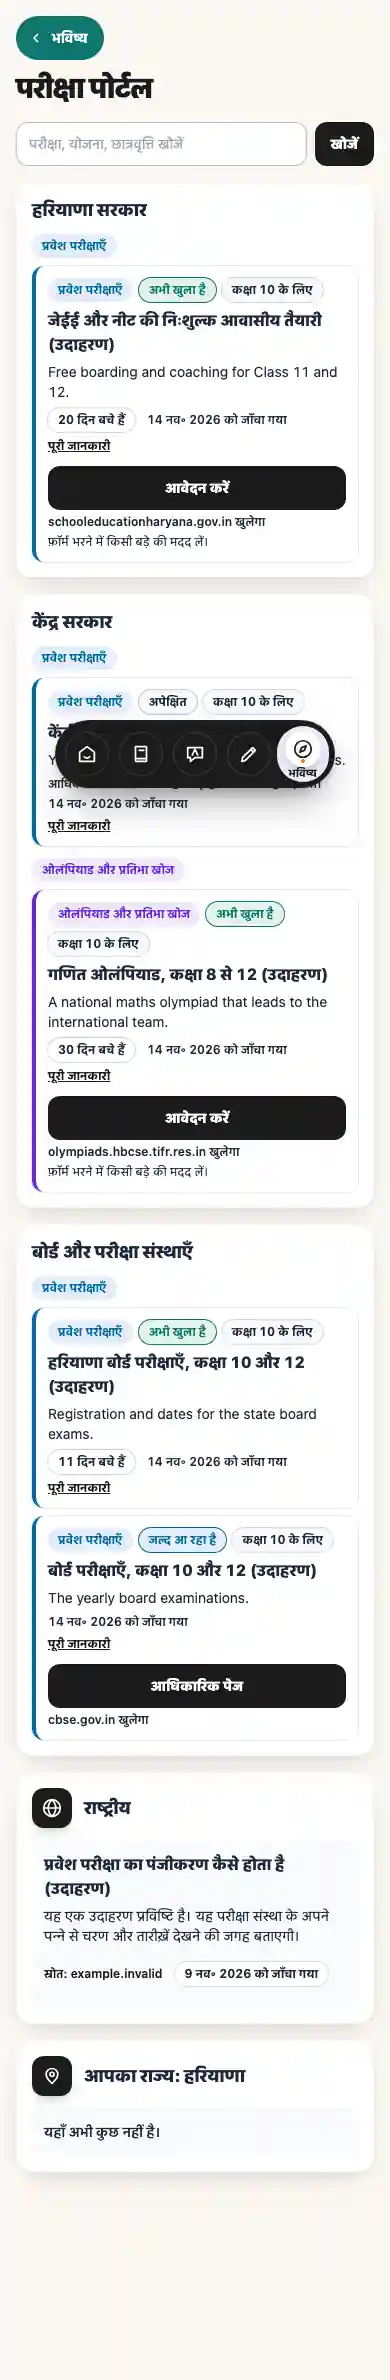 भविष्य
परीक्षा पोर्टल
परीक्षा, योजना, छात्रवृत्ति खोजें
खोजें
हरियाणा सरकार
प्रवेश परीक्षाएँ
प्रवेश परीक्षाएँ अभी खुला है कक्षा 10 के लिए
जेईई और नीट की निःशुल्क आवासीय तैयारी
(उदाहरण)
Free boarding and coaching for Class 11 and
12.
20 दिन बचे हैं 14 नव॰ 2026 को जाँचा गया
पूरी जानकारी
आवेदन करें
schooleducationharyana.gov.in खुलेगा
फ़ॉर्म भरने में किसी बड़े की मदद लें।
केंद्र सरकार
प्रवेश परीक्षाएँ
प्रवेश परीक्षाएँ अपेक्षित कक्षा 10 के लिए
भविष्य
14 नव॰ 2026 को जाँचा गया
पूरी जानकारी
ओलंपियाड और प्रतिभा खोज
ओलंपियाड और प्रतिभा खोज अभी खुला है
कक्षा 10 के लिए
गणित ओलंपियाड, कक्षा 8 से 12 (उदाहरण)
A national maths olympiad that leads to the
international team.
30 दिन बचे हैं 14 नव॰ 2026 को जाँचा गया
पूरी जानकारी
आवेदन करें
olympiads.hbcse.tifr.res.in खुलेगा
फ़ॉर्म भरने में किसी बड़े की मदद लें।
बोर्ड और परीक्षा संस्थाएँ
प्रवेश परीक्षाएँ
प्रवेश परीक्षाएँ अभी खुला है कक्षा 10 के लिए
हरियाणा बोर्ड परीक्षाएँ, कक्षा 10 और 12
(उदाहरण)
Registration and dates for the state board
exams.
11 दिन बचे हैं 14 नव॰ 2026 को जाँचा गया
पूरी जानकारी
प्रवेश परीक्षाएँ जल्द आ रहा है कक्षा 10 के लिए
बोर्ड परीक्षाएँ, कक्षा 10 और 12 (उदाहरण)
The yearly board examinations.
14 नव॰ 2026 को जाँचा गया
पूरी जानकारी
आधिकारिक पेज
cbse.gov.in खुलेगा
राष्ट्रीय
प्रवेश परीक्षा का पंजीकरण कैसे होता है
(उदाहरण)
यह एक उदाहरण प्रविष्टि है। यह परीक्षा संस्था के अपने
पन्ने से चरण और तारीख़ें देखने की जगह बताएगी।
स्रोत: example.invalid 9 नव॰ 2026 को जाँचा गया
आपका राज्य: हरियाणा
यहाँ अभी कुछ नहीं है।